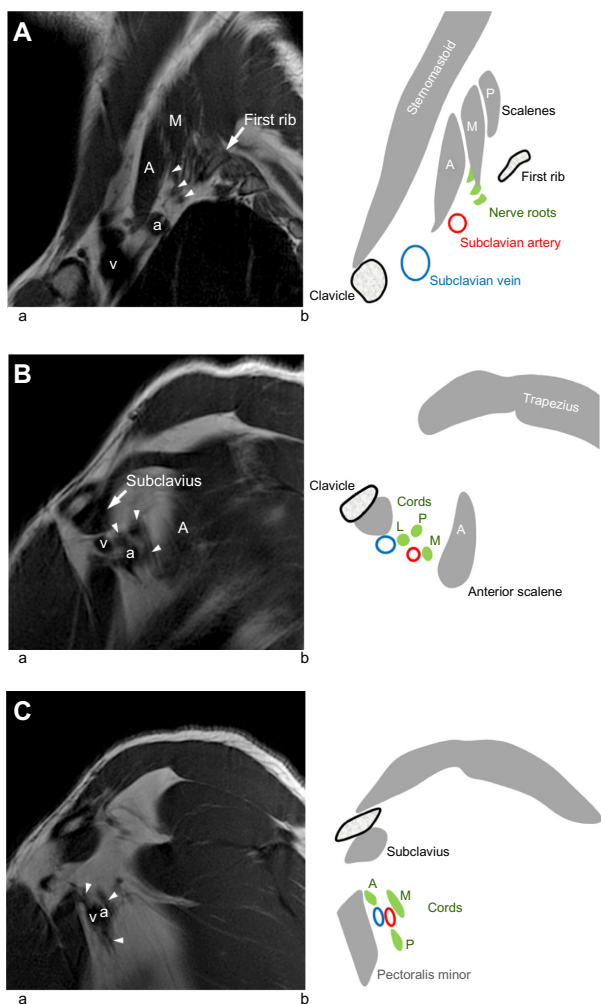 A
M
First rib
A
a
v
a
Sternomastoid
P
Scalenes
M
A
First rib
Nerve roots
Subclavian artery
Subclavian vein
Clavicle
b
B
Subclavius
v
a
A
a
Trapezius
Clavicle
Cords
P
L
M
A
Anterior scalene
b
C
v
a
a
Subclavius
A
M
Cords
P
Pectoralis minor
b